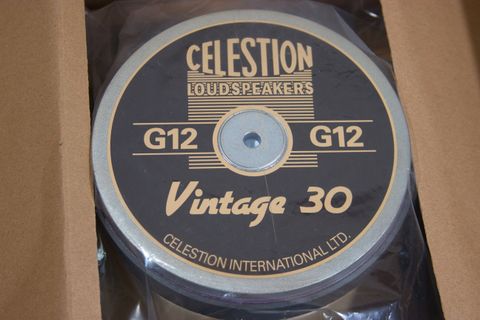 CELESTION
LOUDSPEAKERS
G12 G12
Vintage 30
CELESTION INTERNATIONAL LTD.